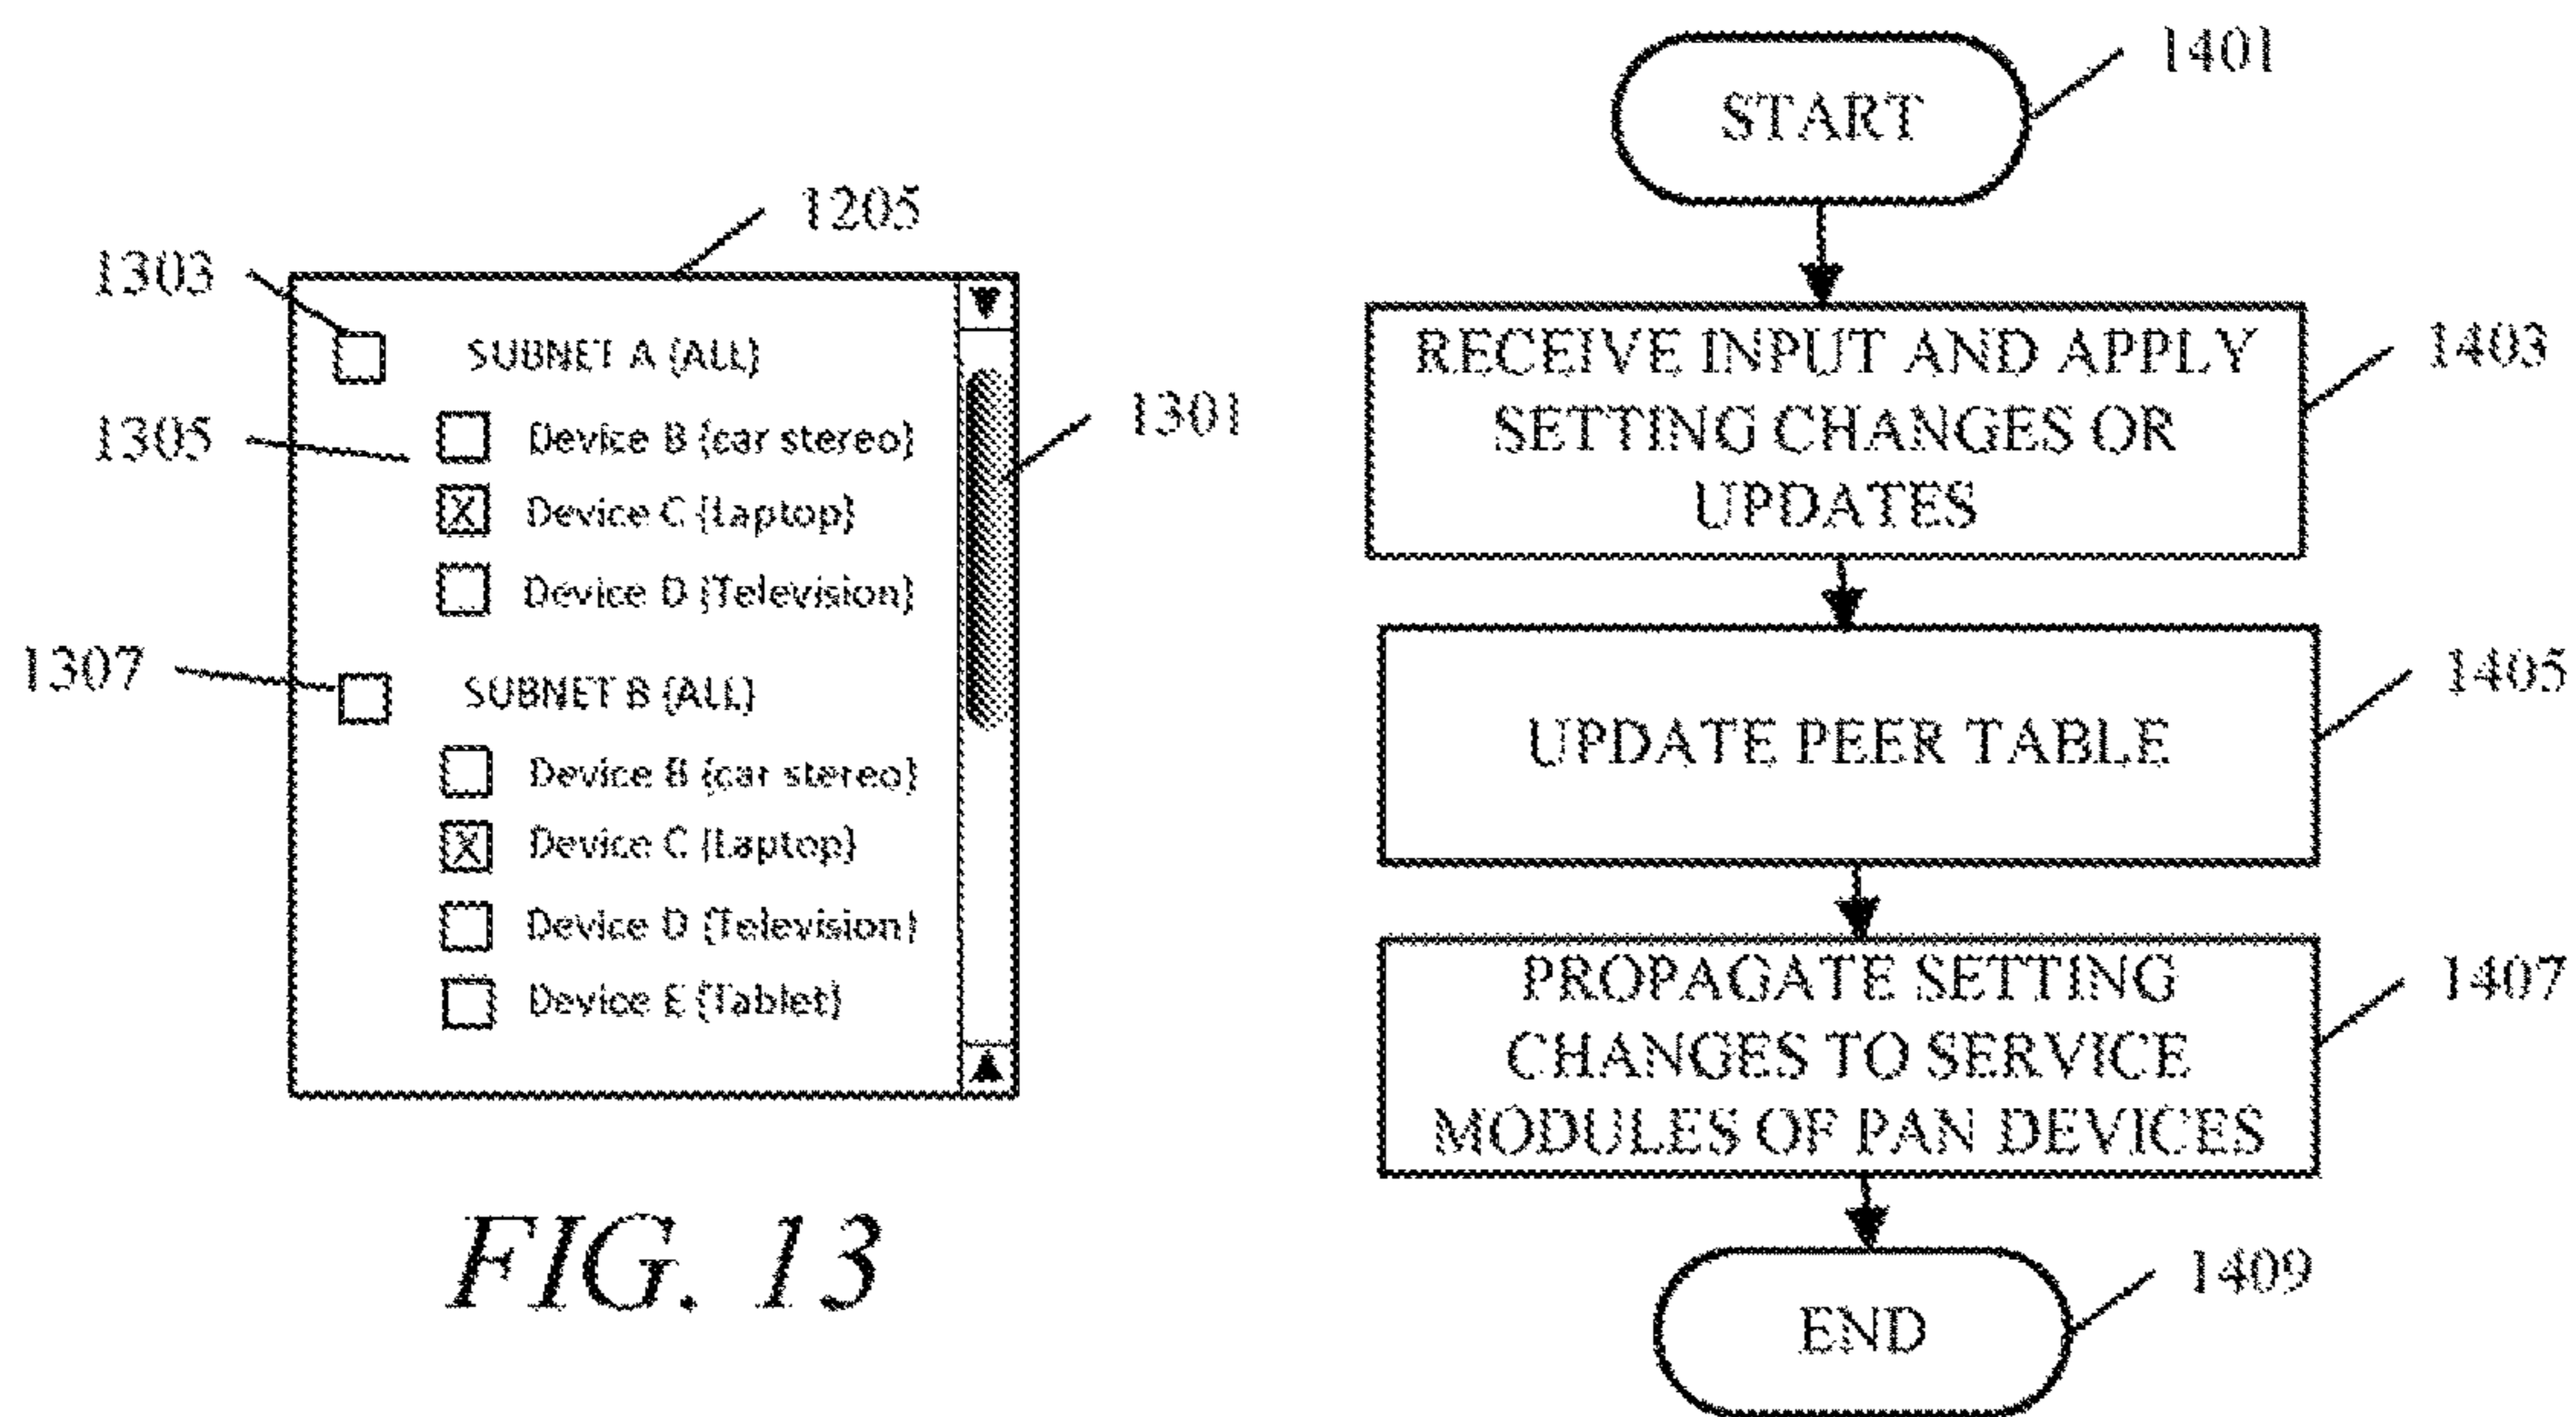 1205
1303
SUBNET A {ALL}
1305
Device B {car stereo}
1301
X Device C {Laptop}
Device D {Television}
1307
SUBNET B {ALL}
Device B {car stereo}
X Device C {Laptop}
Device D {Television}
Device E {Tablet}
FIG. 13
START
1401
RECEIVE INPUT AND APPLY
SETTING CHANGES OR
UPDATES
1403
UPDATE PEER TABLE
1405
PROPAGATE SETTING
CHANGES TO SERVICE
MODULES OF PAN DEVICES
1407
END
1409